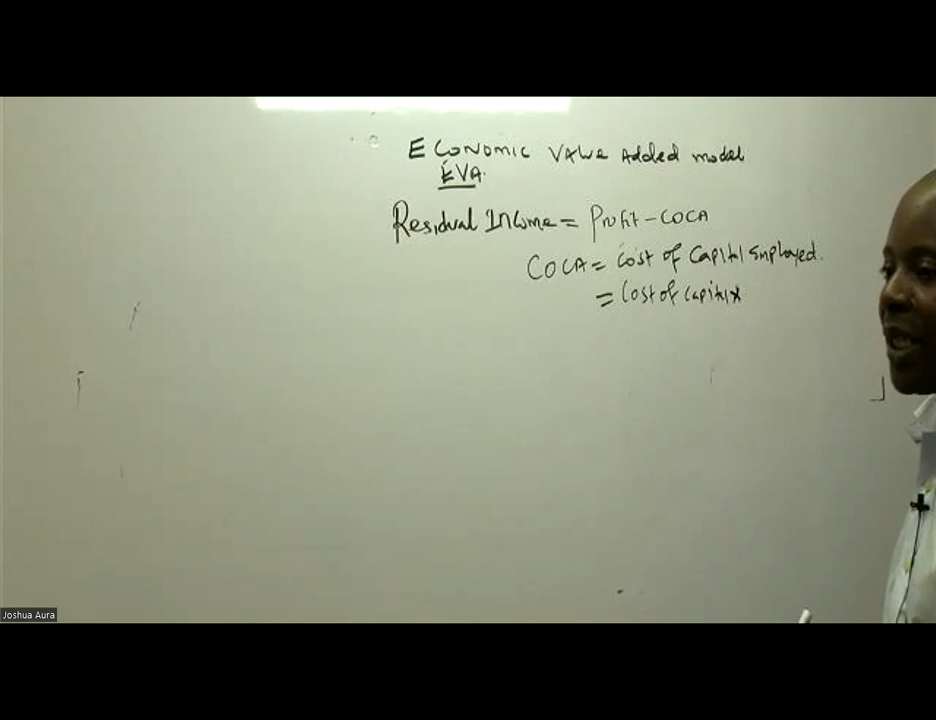 Economic Value Added model
EVA.
Residual Income = Profit - COCA
COCA = Cost of Capital Employed.
= Cost of Capital x
Joshua Aura